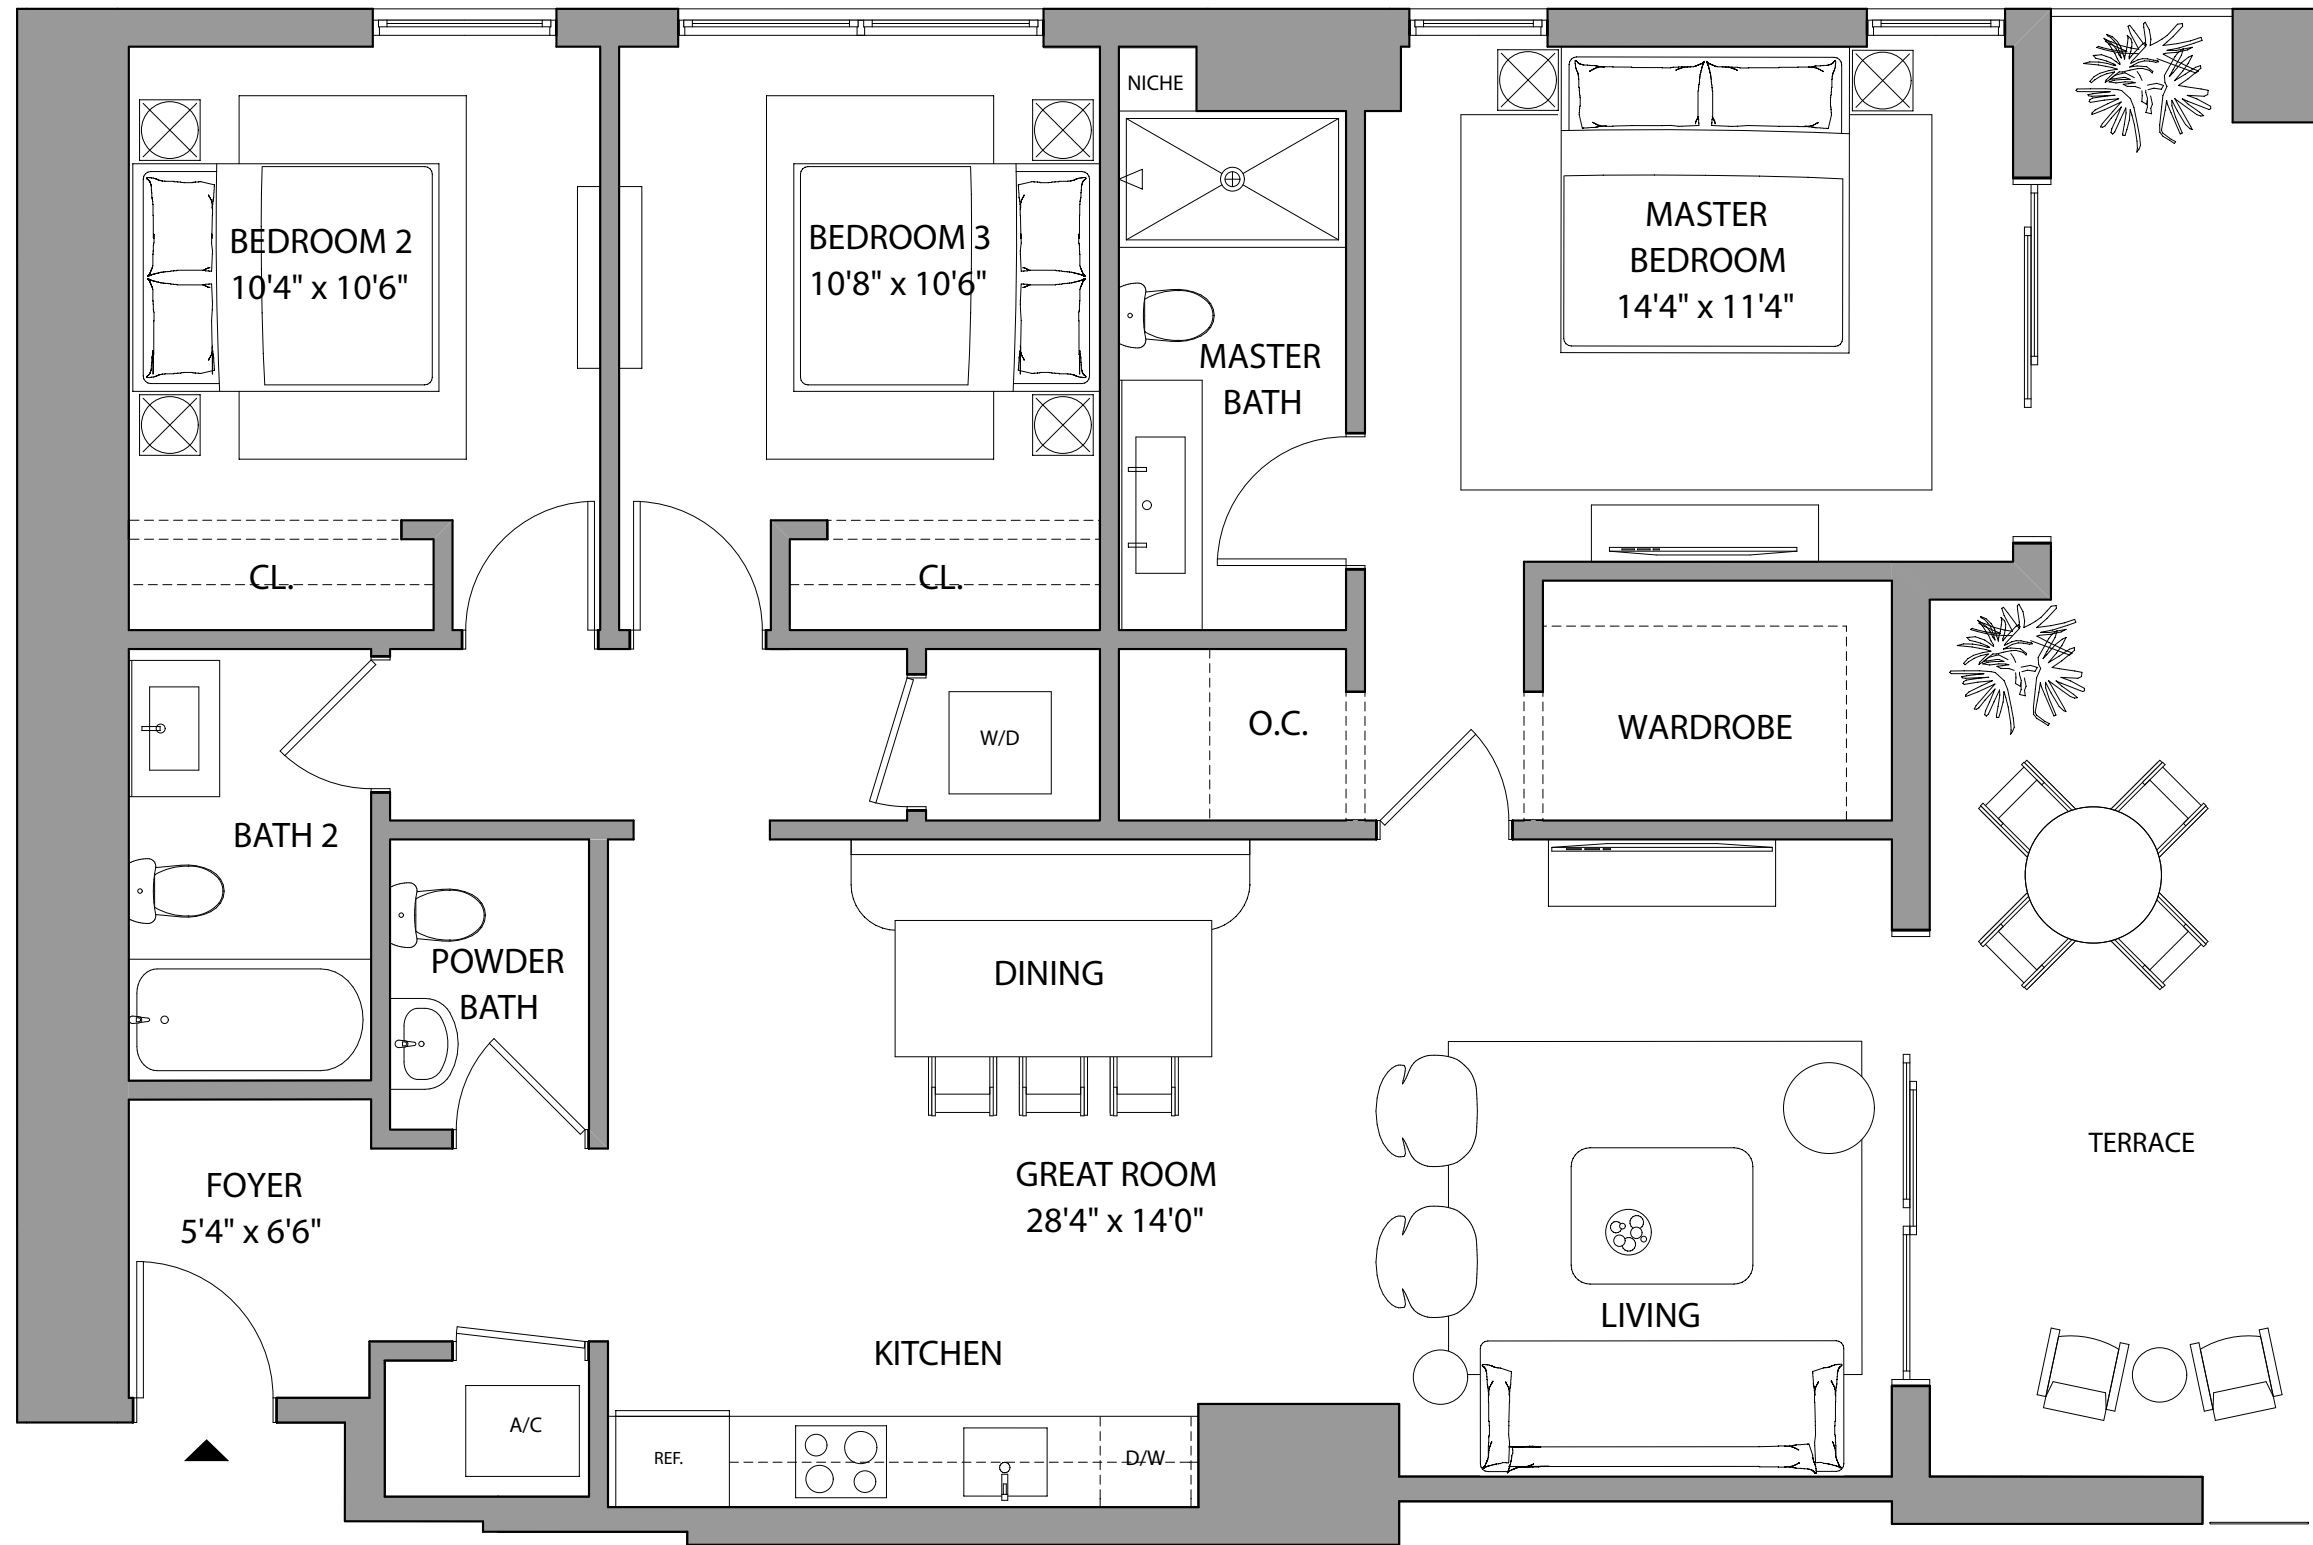 NICHE
BEDROOM 2
10'4" x 10'6"
BEDROOM 3
10'8" x 10'6"
MASTER
BEDROOM
14'4" x 11'4"
MASTER
BATH
CL.
CL.
W/D
O.C.
WARDROBE
BATH 2
POWDER
BATH
DINING
TERRACE
FOYER
5'4" x 6'6"
GREAT ROOM
28'4" x 14'0"
LIVING
KITCHEN
A/C
REF.
D/W